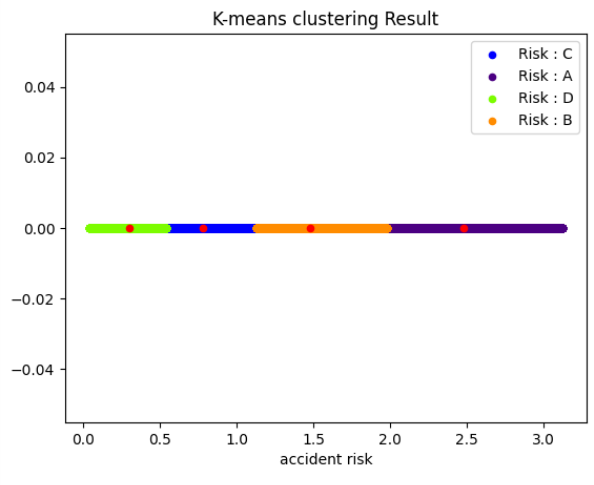 K-means clustering Result
Risk : C
Risk : A
Risk : D
Risk : B
0.04
0.02
0.00
−0.02
−0.04
0.0 0.5 1.0 1.5 2.0 2.5 3.0
accident risk